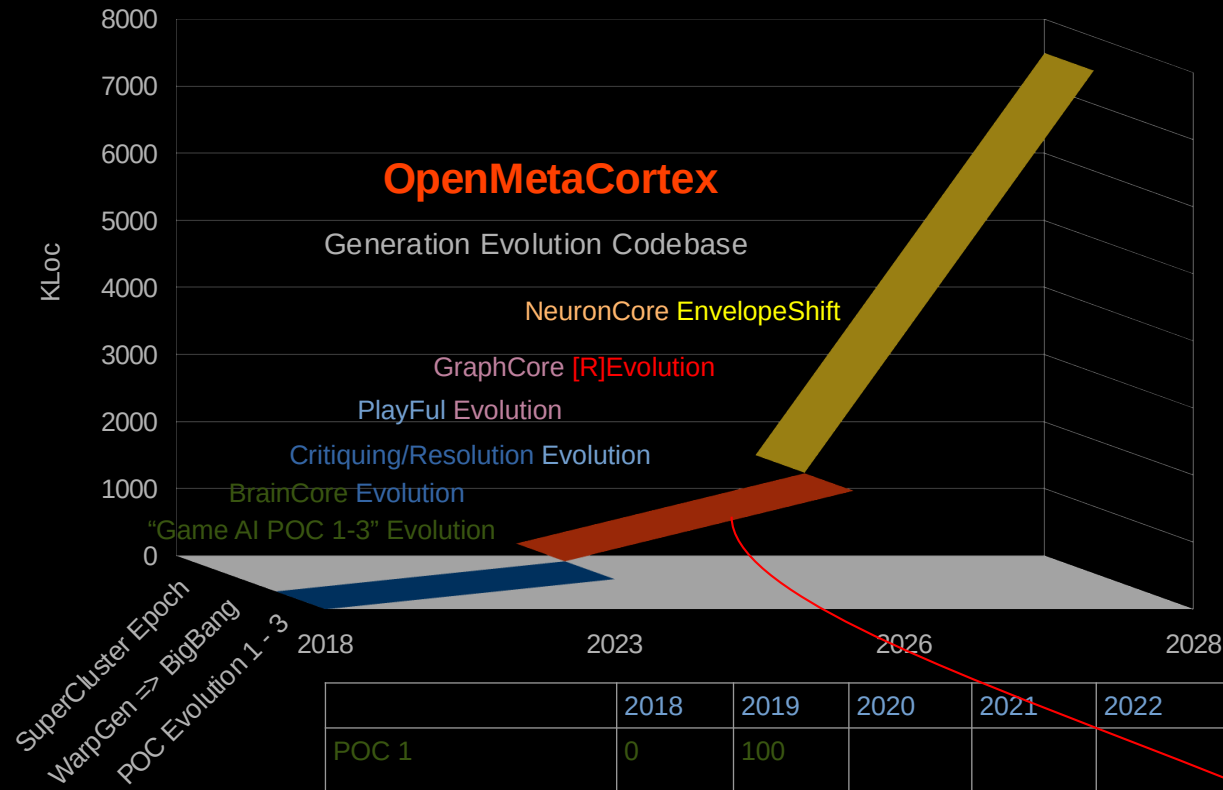 8000
7000
6000
5000
4000
3000
2000
1000
0
KLoc
OpenMetaCortex
Generation Evolution Codebase
NeuronCore EnvelopeShift
GraphCore [R]Evolution
PlayFul Evolution
Critiquing/Resolution Evolution
BrainCore Evolution
“Game AI POC 1-3” Evolution
SuperCluster Epoch
WarpGen => BigBang
POC Evolution 1 - 3
2018 2023 2026 2028
2018 2019 2020 2021 2022
POC 1 0 100